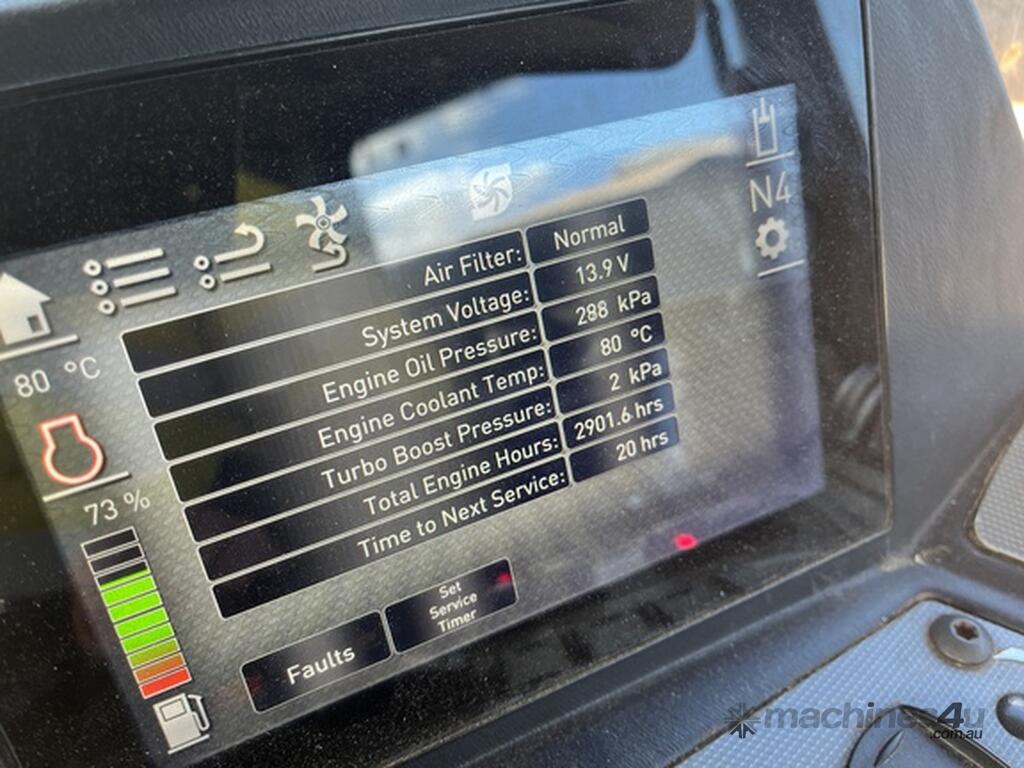 Air Filter: Normal
System Voltage: 13.9 V
Engine Oil Pressure: 288 kPa
Engine Coolant Temp: 80 °C
Turbo Boost Pressure: 2 kPa
Total Engine Hours: 2901.6 hrs
Time to Next Service: 20 hrs
N4
80 °C
73 %
Faults
Set
Service
Timer
machines4u
.com.au